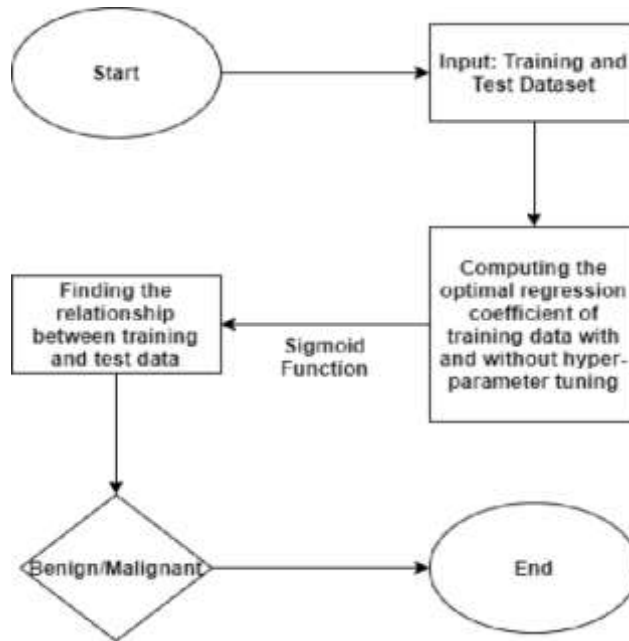 Start
Input: Training and
Test Dataset
Computing the
optimal regression
coefficient of
training data with
and without hyper-
parameter tuning
Sigmoid
Function
Finding the
relationship
between training
and test data
Benign/Malignant
End